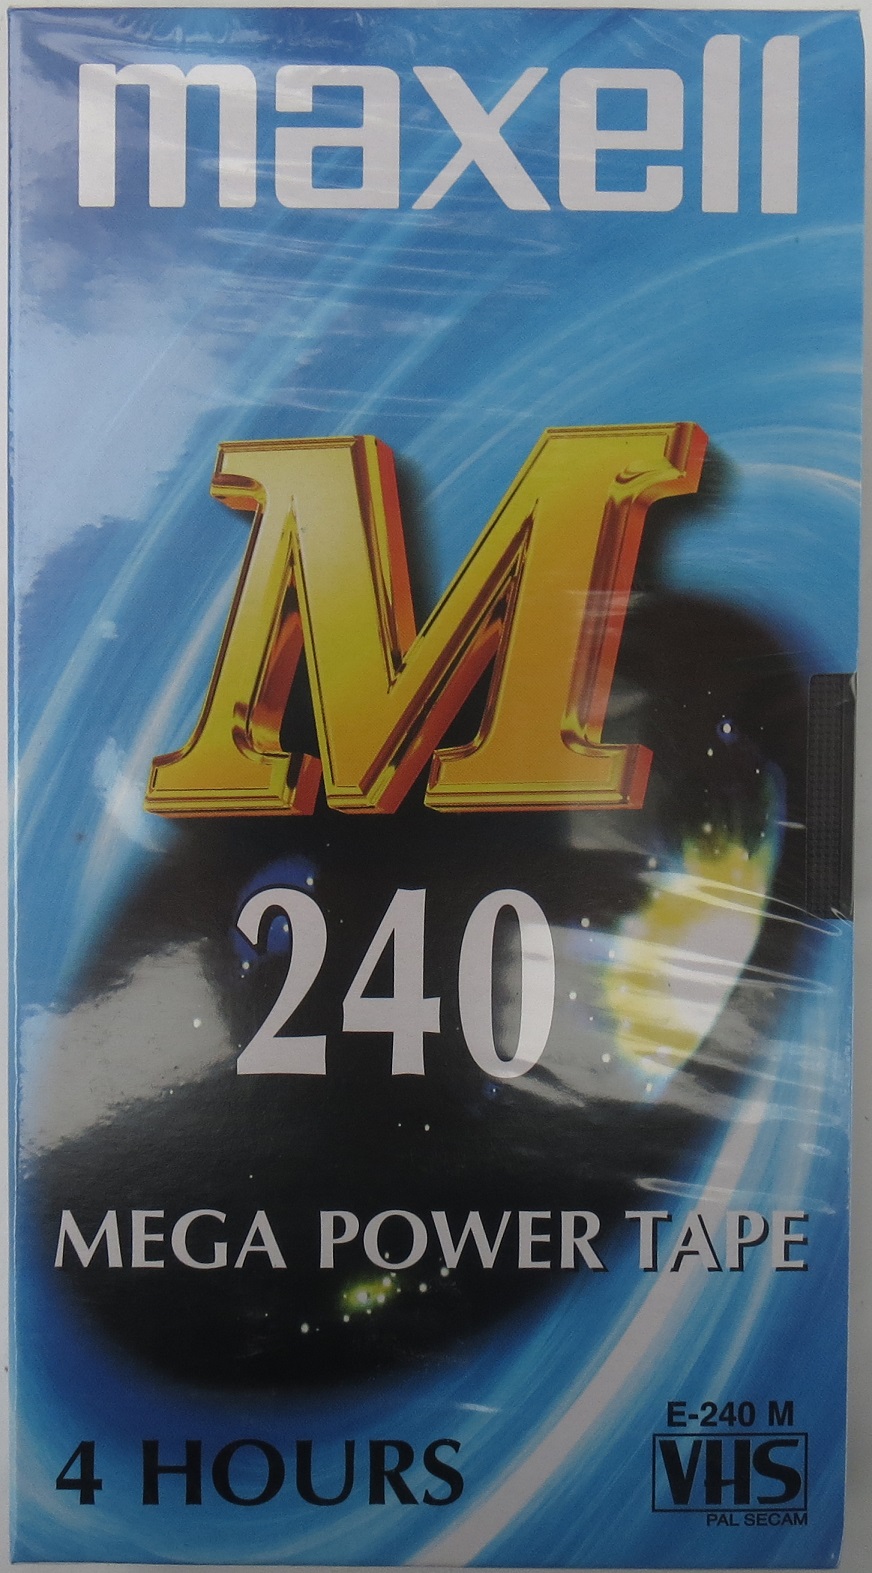 maxell
M
240
MEGA POWER TAPE
E-240 M
4 HOURS
VHS
PAL SECAM